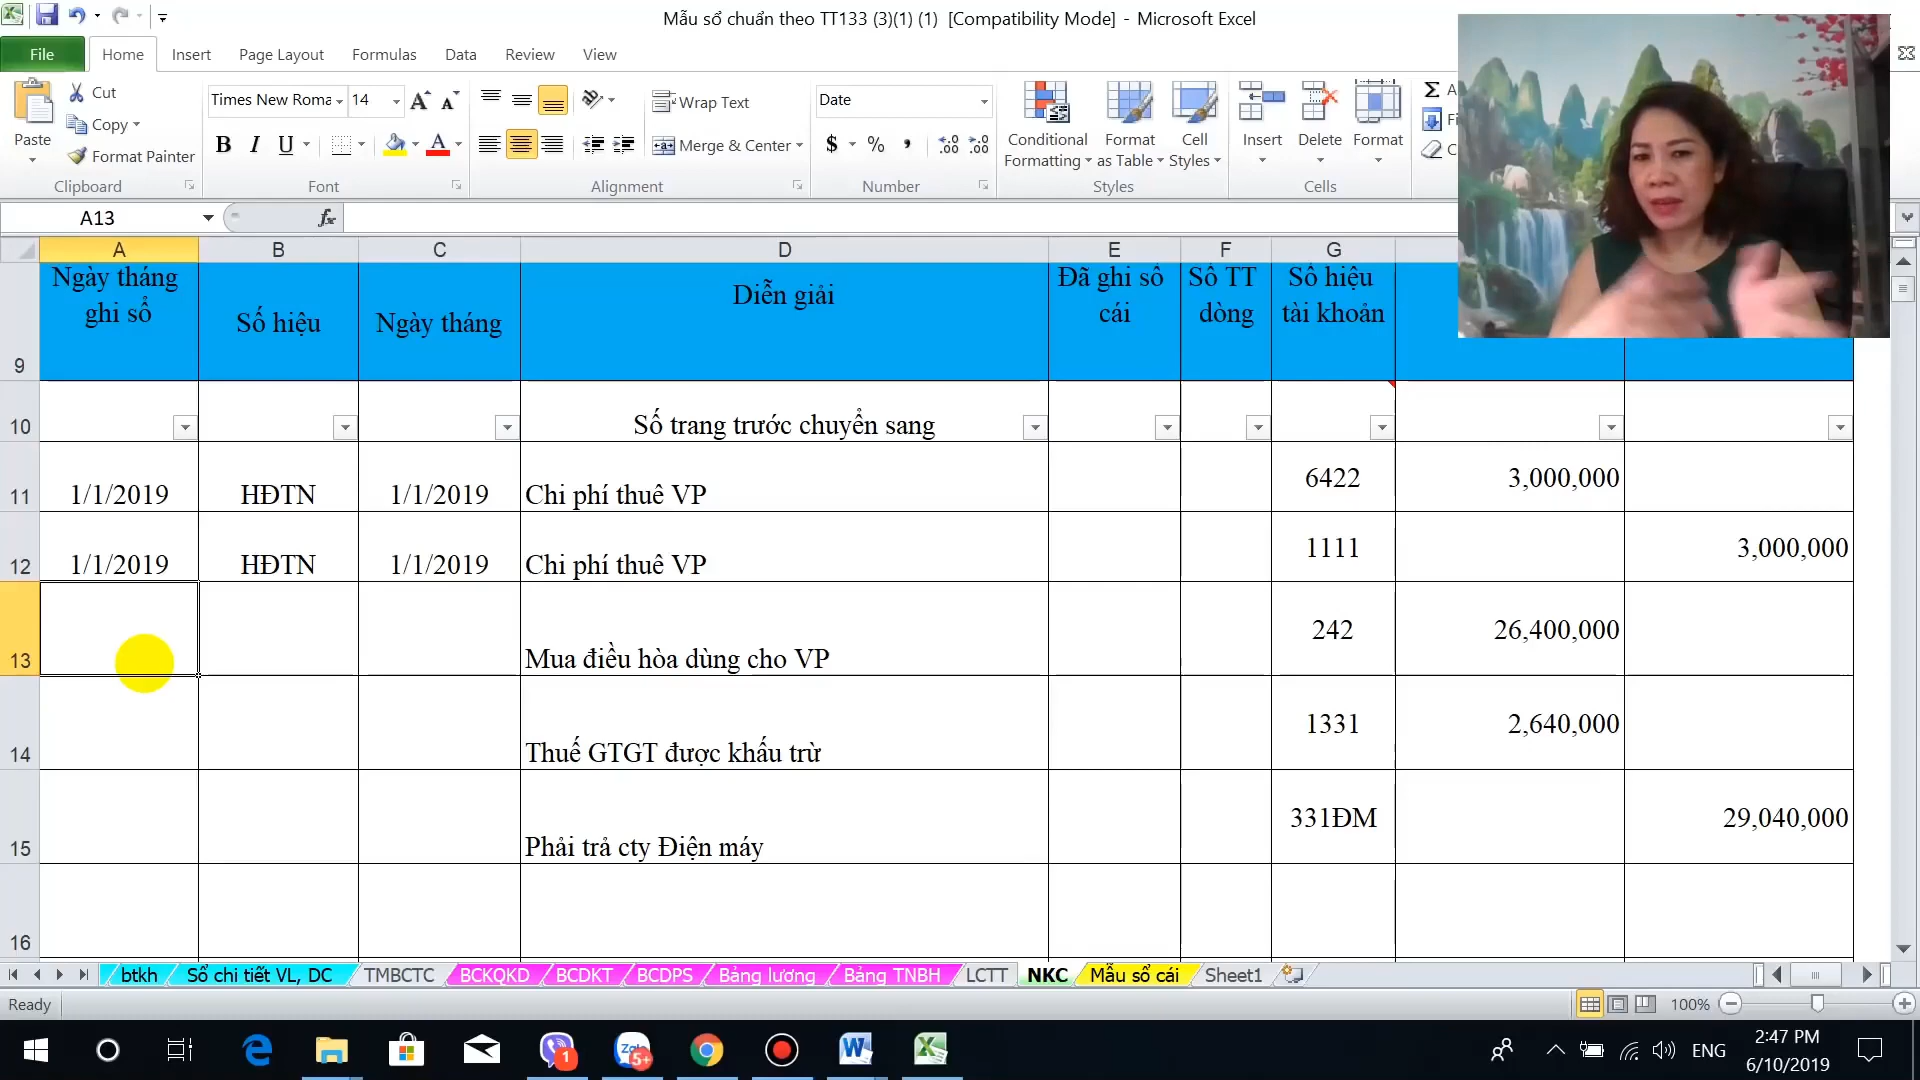 Mẫu sổ chuẩn theo TT133 (3)(1) (1) [Compatibility Mode] - Microsoft Excel
File Home Insert Page Layout Formulas Data Review View
Paste
Cut
Copy
Format Painter
Clipboard
Times New Roma 14
B I U
Font
Wrap Text
Merge & Center
Alignment
Date
$ % ,
Number
Conditional Formatting
Format as Table
Cell Styles
Styles
Insert Delete Format
Cells
A13
fx
A B C D E F G
9 Ngày tháng ghi sổ Số hiệu Ngày tháng Diễn giải Đã ghi sổ cái Số TT dòng Số hiệu tài khoản
10 Số trang trước chuyển sang
11 1/1/2019 HĐTN 1/1/2019 Chi phí thuê VP 6422 3,000,000
12 1/1/2019 HĐTN 1/1/2019 Chi phí thuê VP 1111 3,000,000
13 Mua điều hòa dùng cho VP 242 26,400,000
14 Thuế GTGT được khấu trừ 1331 2,640,000
15 Phải trả cty Điện máy 331ĐM 29,040,000
16
btkh Sổ chi tiết VL, DC TMBCTC BCKQKD BCDKT BCDPS Bảng lương Bảng TNBH LCTT NKC Mẫu sổ cái Sheet1
Ready 100%
1 5+ ENG 2:47 PM
6/10/2019